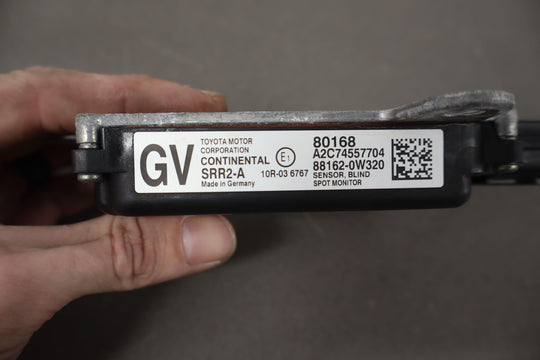 GV
TOYOTA MOTOR
CORPORATION
CONTINENTAL
SRR2-A
Made in Germany
E1
10R-03 6767
80168
A2C74557704
88162-0W320
SENSOR, BLIND
SPOT MONITOR